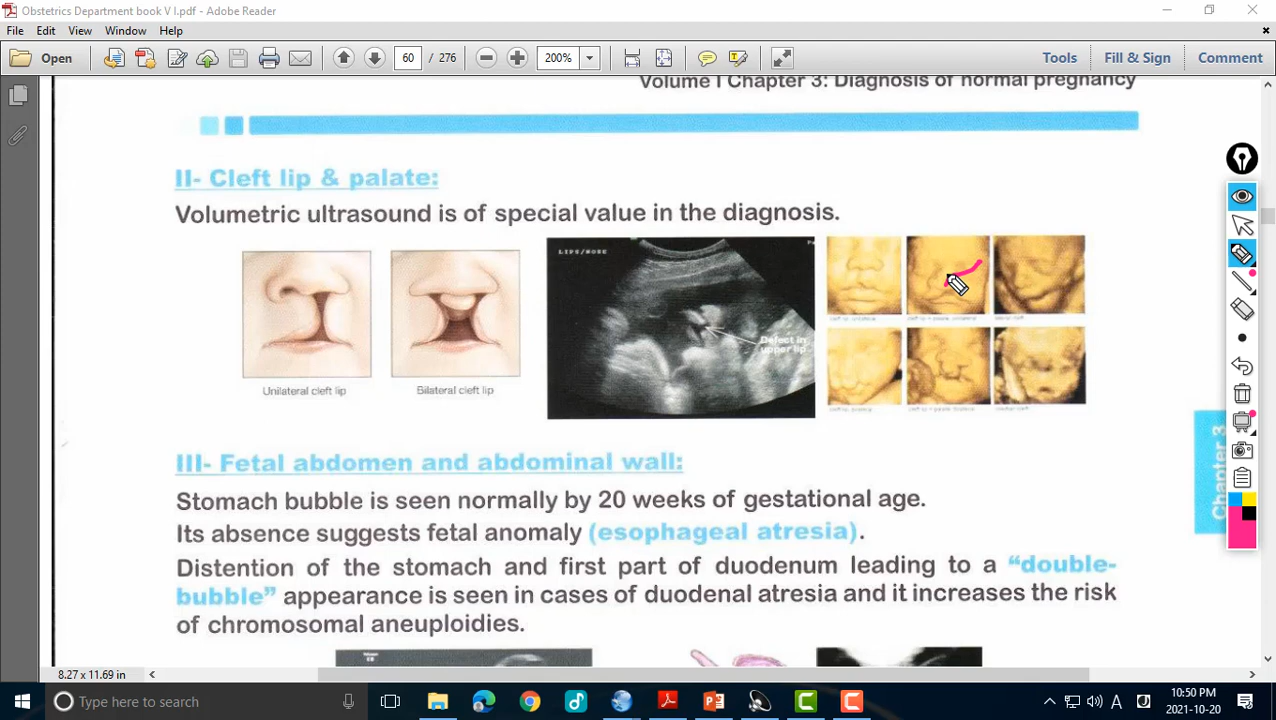 Obstetrics Department book V I.pdf - Adobe Reader
File Edit View Window Help
Open 60 / 276 200% Tools Fill & Sign Comment
Volume I Chapter 3: Diagnosis of normal pregnancy
II- Cleft lip & palate:
Volumetric ultrasound is of special value in the diagnosis.
LIPS/NOSE
Defect in
upper lip
Unilateral cleft lip Bilateral cleft lip
III- Fetal abdomen and abdominal wall:
Stomach bubble is seen normally by 20 weeks of gestational age.
Its absence suggests fetal anomaly (esophageal atresia).
Distention of the stomach and first part of duodenum leading to a “double-
bubble” appearance is seen in cases of duodenal atresia and it increases the risk
of chromosomal aneuploidies.
Chapter 3
8.27 x 11.69 in
Type here to search
A
10:50 PM
2021-10-20